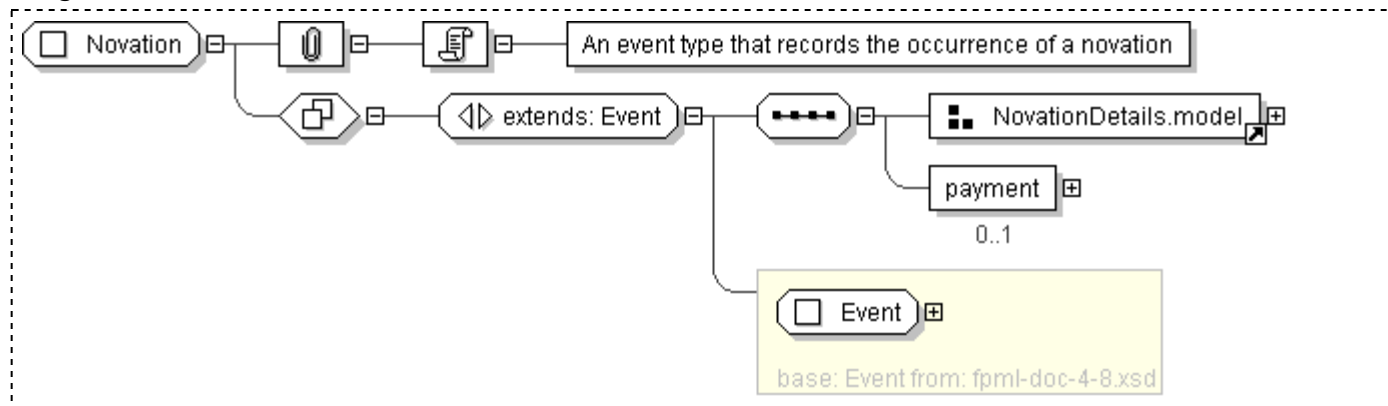 Novation
An event type that records the occurrence of a novation
extends: Event
NovationDetails.model
payment
0..1
Event
base: Event from: fpml-doc-4-8.xsd